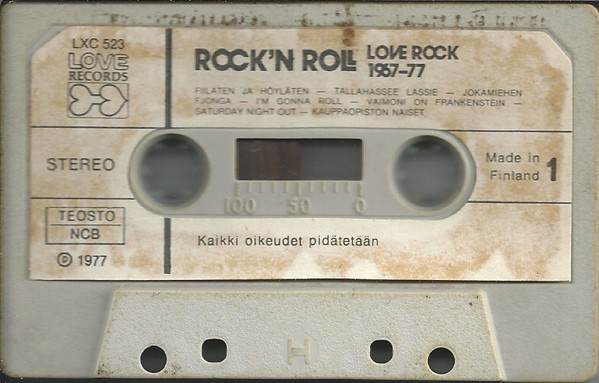 LXC 523
LOVE
RECORDS
ROCK'N ROLL
LOVE ROCK
1967-77
FIILATEN JA HÖYLÄTEN — TALLAHASSEE LASSIE — JOKAMIEHEN
FJONGA — I'M GONNA ROLL — VAIMONI ON FRANKENSTEIN —
SATURDAY NIGHT OUT — KAUPPAOPISTON NAISET
STEREO
Made in
Finland
1
100 50 0
TEOSTO
NCB
Kaikki oikeudet pidätetään
℗ 1977
H